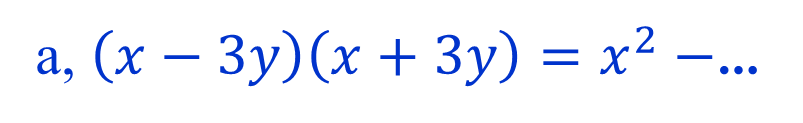 a, (x − 3y)(x + 3y) = x² −...